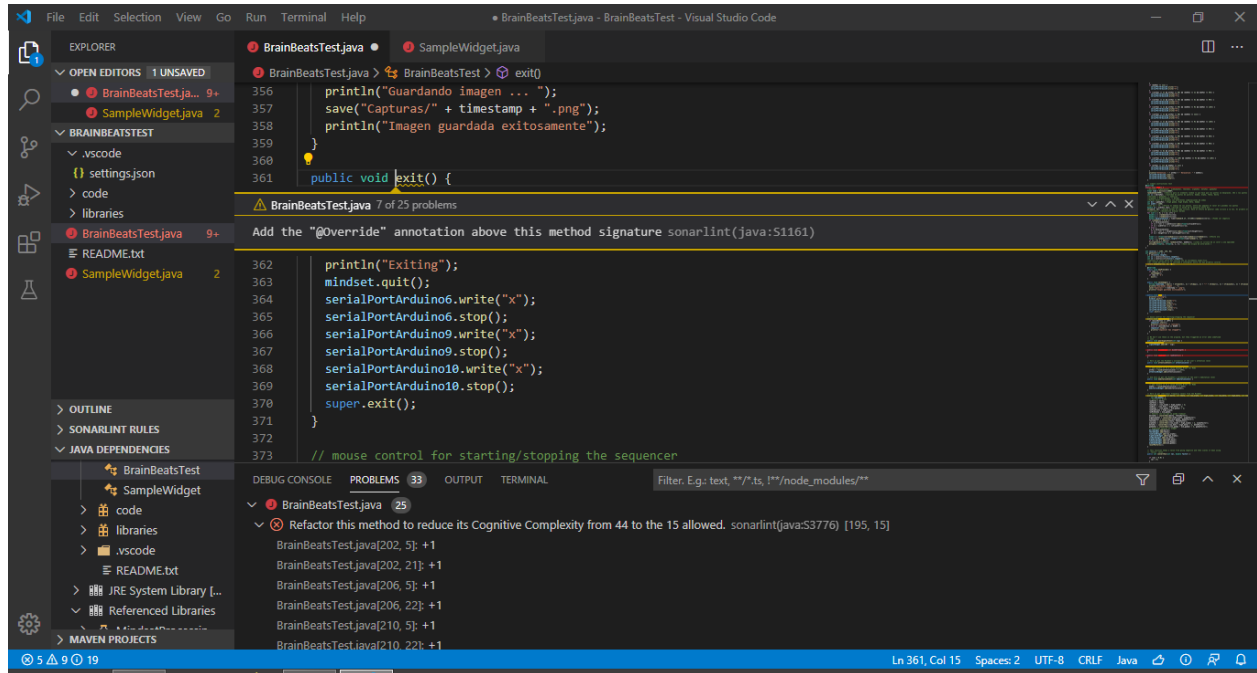 File Edit Selection View Go Run Terminal Help ● BrainBeatsTest.java - BrainBeatsTest - Visual Studio Code
EXPLORER
OPEN EDITORS 1 UNSAVED
● BrainBeatsTest.ja... 9+
SampleWidget.java 2
BRAINBEATSTEST
.vscode
{} settings.json
code
libraries
BrainBeatsTest.java 9+
README.txt
SampleWidget.java 2
OUTLINE
SONARLINT RULES
JAVA DEPENDENCIES
BrainBeatsTest
SampleWidget
code
libraries
.vscode
README.txt
JRE System Library [...
Referenced Libraries
MAVEN PROJECTS
BrainBeatsTest.java ● SampleWidget.java
BrainBeatsTest.java > BrainBeatsTest > exit()
356 println("Guardando imagen ... ");
357 save("Capturas/" + timestamp + ".png");
358 println("Imagen guardada exitosamente");
359 }
360
361 public void exit() {
BrainBeatsTest.java 7 of 25 problems
Add the "@Override" annotation above this method signature sonarlint(java:S1161)
362 println("Exiting");
363 mindset.quit();
364 serialPortArduino6.write("x");
365 serialPortArduino6.stop();
366 serialPortArduino9.write("x");
367 serialPortArduino9.stop();
368 serialPortArduino10.write("x");
369 serialPortArduino10.stop();
370 super.exit();
371 }
372
373 // mouse control for starting/stopping the sequencer
DEBUG CONSOLE PROBLEMS 33 OUTPUT TERMINAL Filter. E.g.: text, **/*.ts, !**/node_modules/**
BrainBeatsTest.java 25
Refactor this method to reduce its Cognitive Complexity from 44 to the 15 allowed. sonarlint(java:S3776) [195, 15]
BrainBeatsTest.java[202, 5]: +1
BrainBeatsTest.java[202, 21]: +1
BrainBeatsTest.java[206, 5]: +1
BrainBeatsTest.java[206, 22]: +1
BrainBeatsTest.java[210, 5]: +1
BrainBeatsTest.java[210, 22]: +1
5 9 19 Ln 361, Col 15 Spaces: 2 UTF-8 CRLF Java